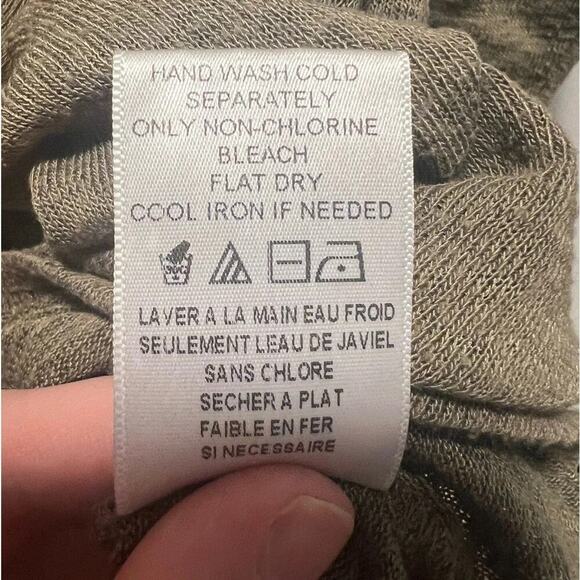 HAND WASH COLD
SEPARATELY
ONLY NON-CHLORINE
BLEACH
FLAT DRY
COOL IRON IF NEEDED
30C
LAVER A LA MAIN EAU FROID
SEULEMENT LEAU DE JAVIEL
SANS CHLORE
SECHER A PLAT
FAIBLE EN FER
SI NECESSAIRE